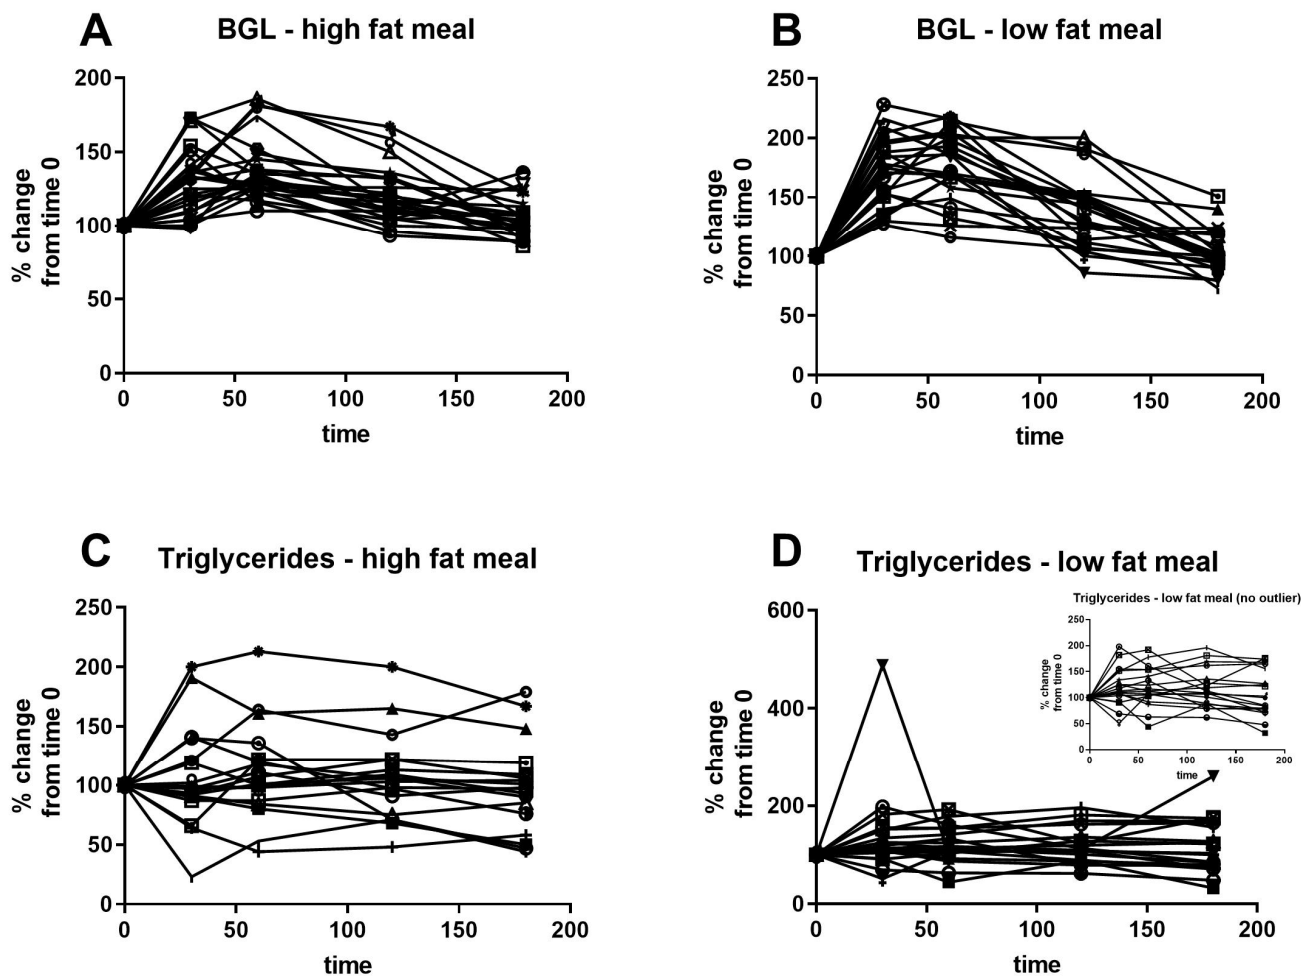 A BGL - high fat meal
200
150
100
50
0
% change
from time 0
0 50 100 150 200
time
B BGL - low fat meal
250
200
150
100
50
0
% change
from time 0
0 50 100 150 200
time
C Triglycerides - high fat meal
250
200
150
100
50
0
% change
from time 0
0 50 100 150 200
time
D Triglycerides - low fat meal
600
400
200
0
% change
from time 0
0 50 100 150 200
time
Triglycerides - low fat meal (no outlier)
250
200
150
100
50
0
% change
from time 0
0 50 100 150 200
time